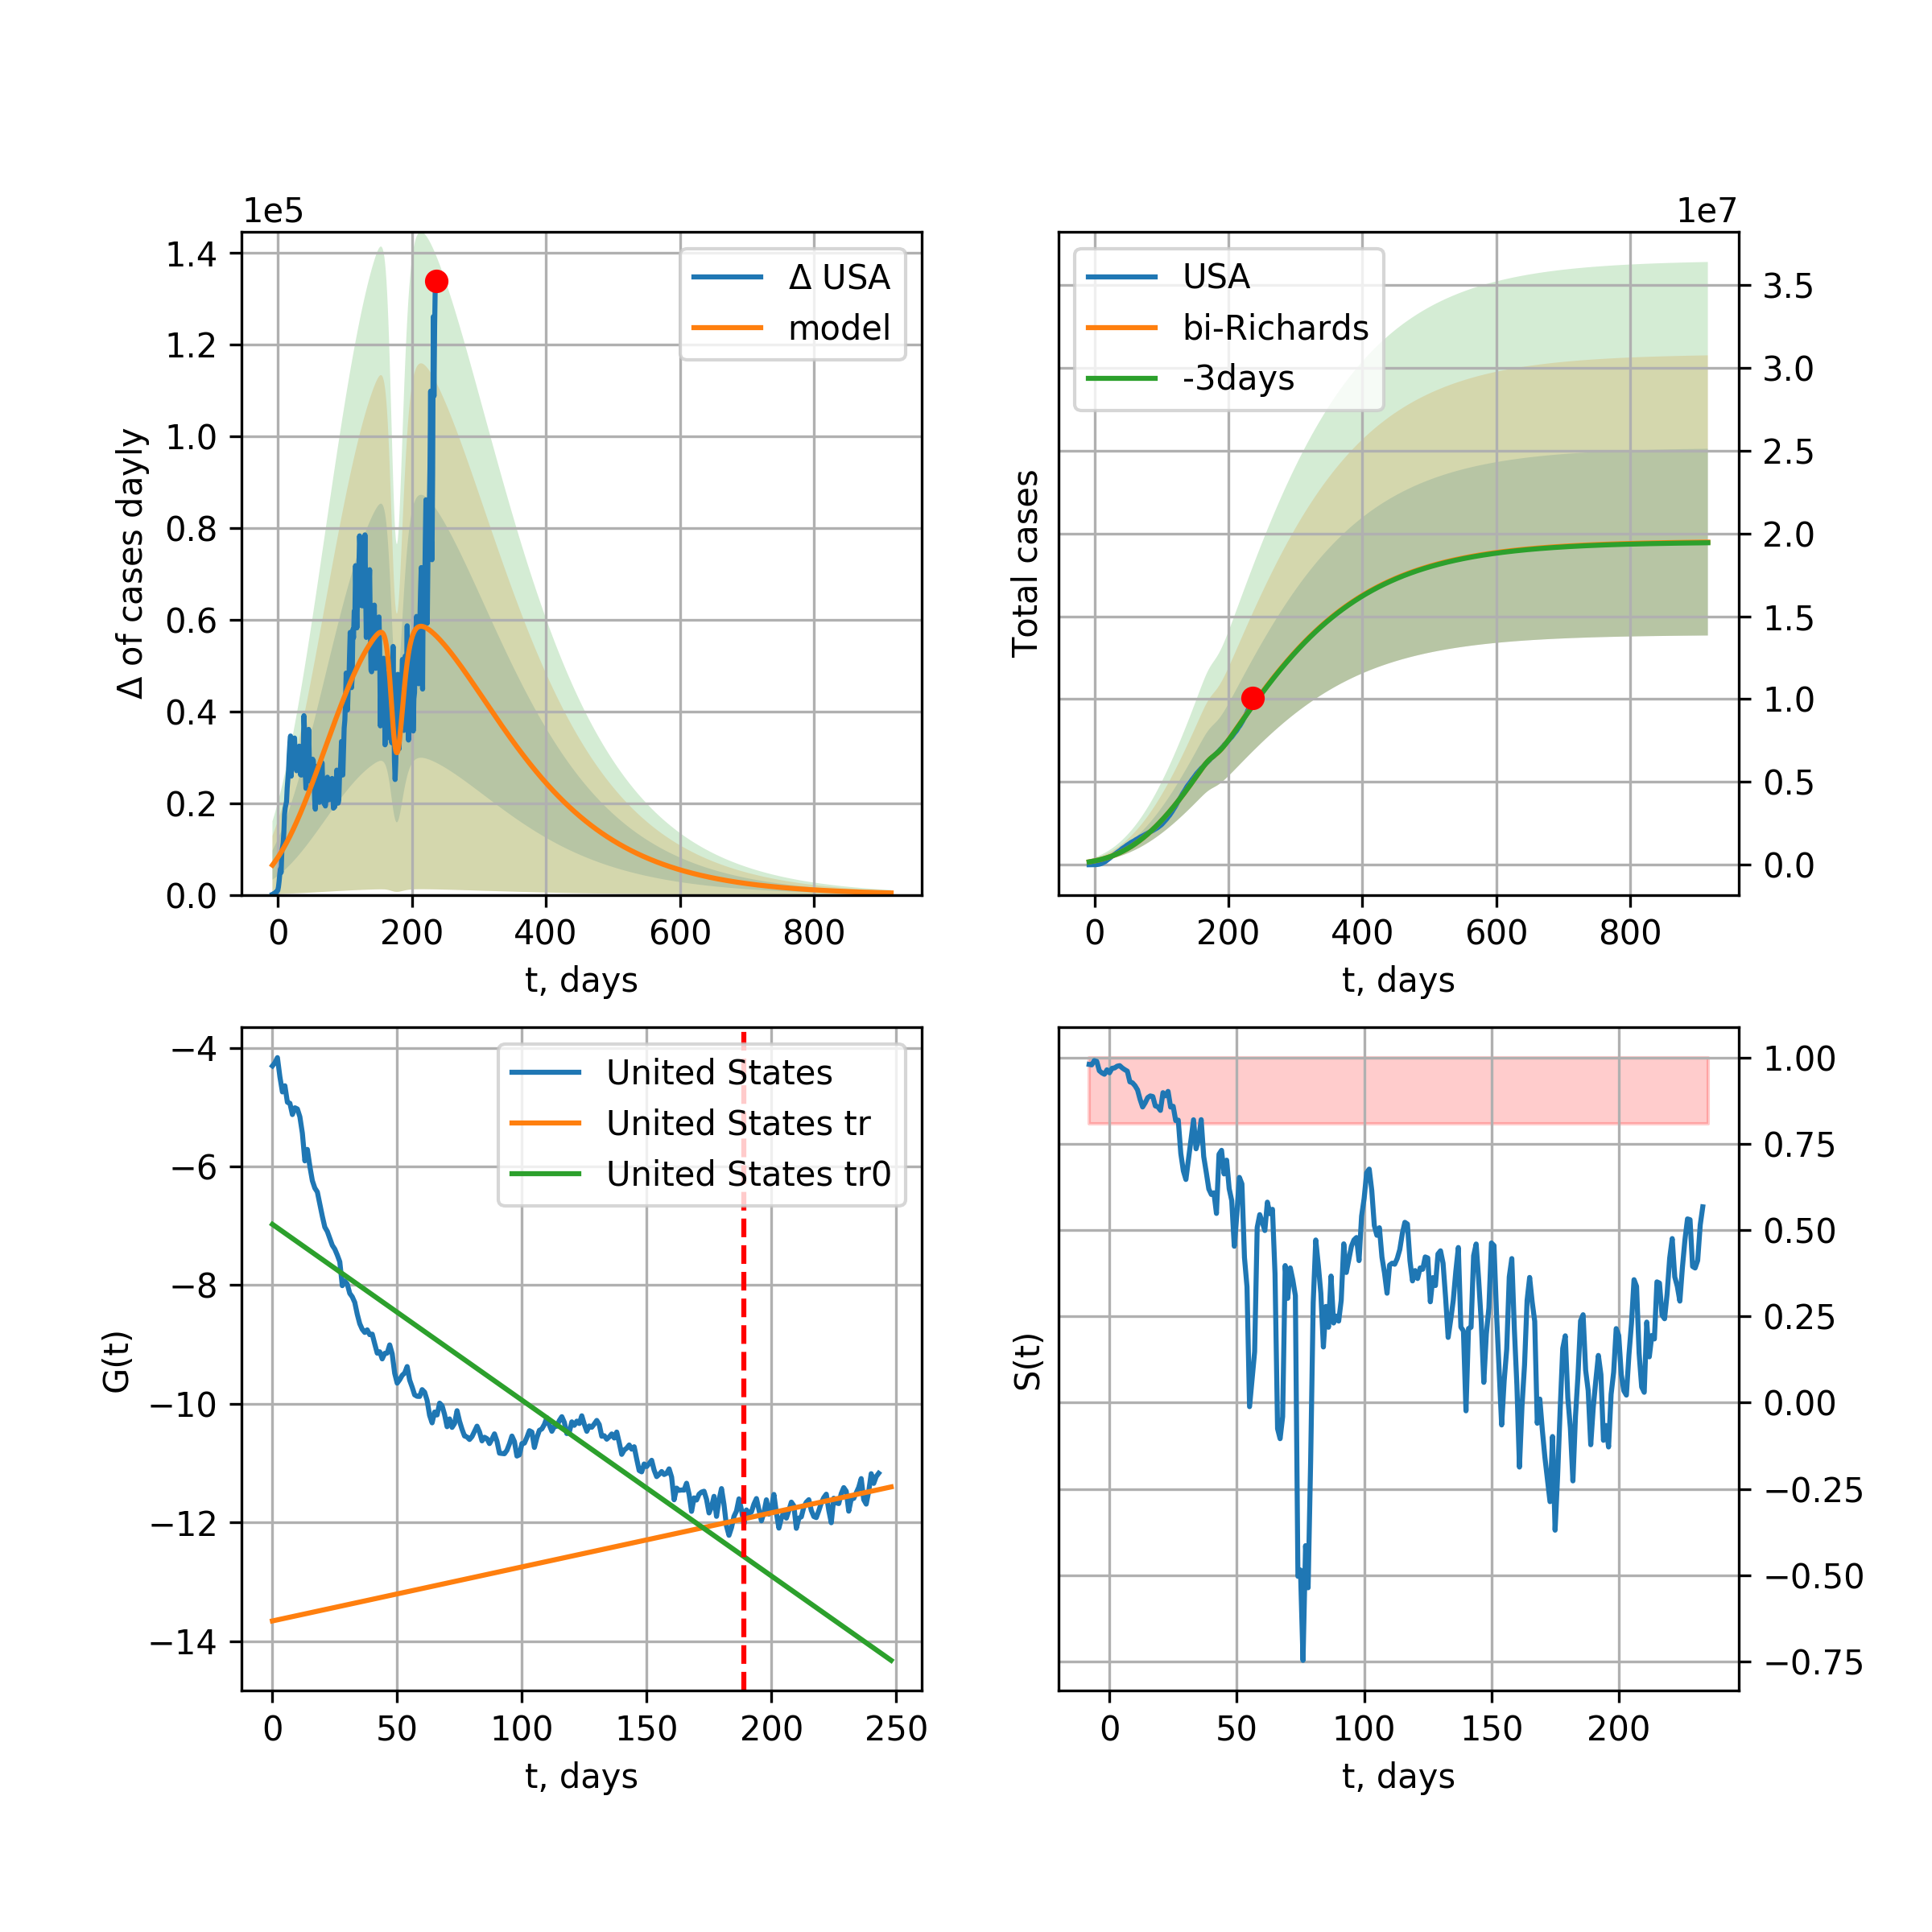 1e5
Δ of cases dayly
1.4
1.2
1.0
0.8
0.6
0.4
0.2
0.0
0 200 400 600 800
t, days
Δ USA
model
1e7
Total cases
3.5
3.0
2.5
2.0
1.5
1.0
0.5
0.0
0 200 400 600 800
t, days
USA
bi-Richards
-3days
G(t)
−4
−6
−8
−10
−12
−14
0 50 100 150 200 250
t, days
United States
United States tr
United States tr0
S(t)
1.00
0.75
0.50
0.25
0.00
−0.25
−0.50
−0.75
0 50 100 150 200
t, days